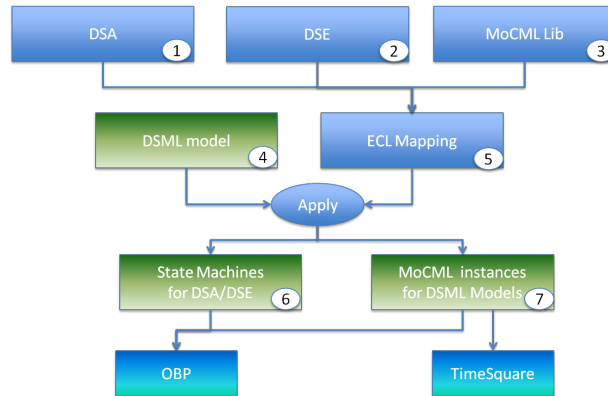 DSA
1
DSE
2
MoCML Lib
3
DSML model
4
ECL Mapping
5
Apply
State Machines
for DSA/DSE
6
MoCML instances
for DSML Models
7
OBP
TimeSquare